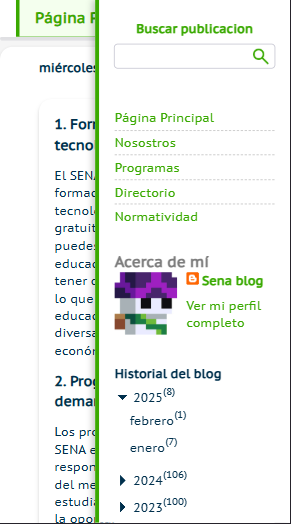 Página P
miércoles
1. For
tecno
El SENA
formac
tecnolo
gratuit
puedes
educac
tener c
lo que
educac
diversa
econó
2. Pro
dema
Los pro
SENA e
respon
del me
estudia
la opor
Buscar publicacion
Página Principal
Nosostros
Programas
Directorio
Normatividad
Acerca de mí
Sena blog
Ver mi perfil
completo
Historial del blog
2025(8)
febrero(1)
enero(7)
2024(106)
2023(100)